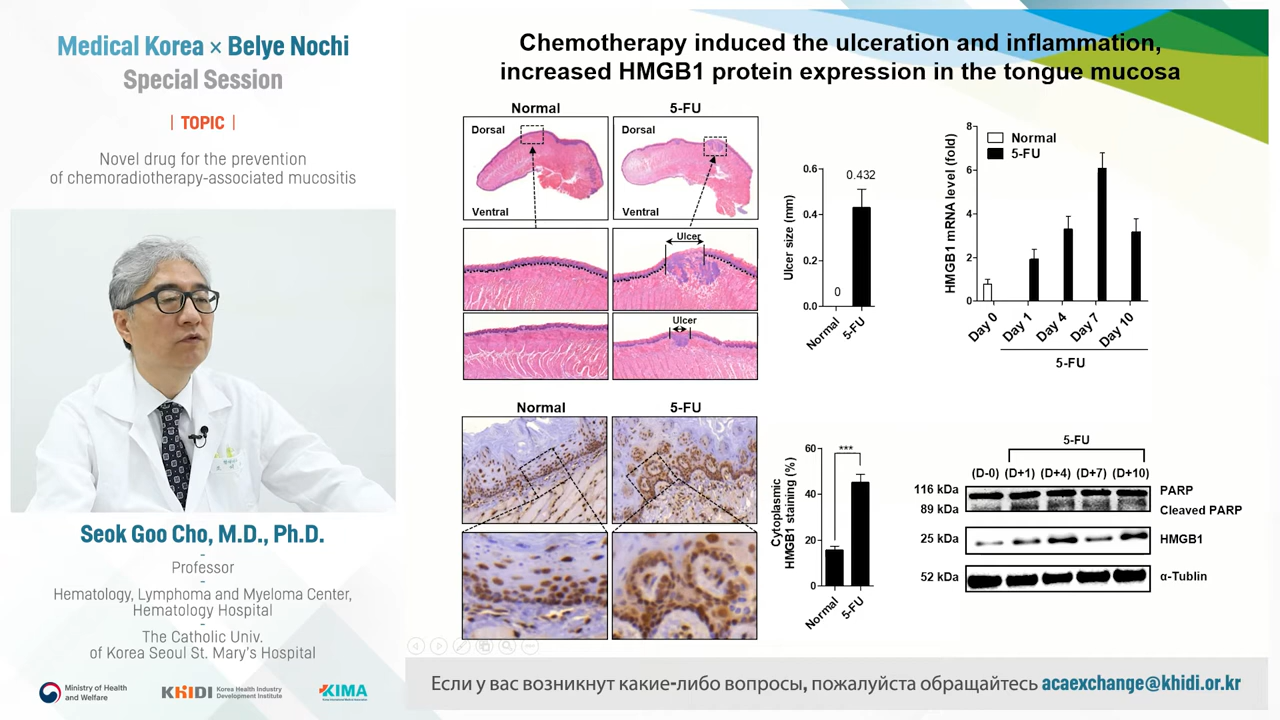 Medical Korea × Belye Nochi
Special Session
| TOPIC |
Novel drug for the prevention
of chemoradiotherapy-associated mucositis
Seok Goo Cho, M.D., Ph.D.
Professor
Hematology, Lymphoma and Myeloma Center,
Hematology Hospital
The Catholic Univ.
of Korea Seoul St. Mary's Hospital
Ministry of Health
and Welfare
KHIDI
Korea Health Industry
Development Institute
KIMA
Chemotherapy induced the ulceration and inflammation,
increased HMGB1 protein expression in the tongue mucosa
Normal
5-FU
Dorsal
Ventral
Dorsal
Ventral
Ulcer
Ulcer
Ulcer size (mm)
0.6
0.4
0.2
0.0
0
0.432
Normal
5-FU
HMGB1 mRNA level (fold)
8
6
4
2
0
Normal
5-FU
Day 0
Day 1
Day 4
Day 7
Day 10
5-FU
Normal
5-FU
Cytoplasmic
HMGB1 staining (%)
60
40
20
0
***
Normal
5-FU
5-FU
(D-0) (D+1) (D+4) (D+7) (D+10)
116 kDa
PARP
89 kDa
Cleaved PARP
25 kDa
HMGB1
52 kDa
α-Tublin
Если у вас возникнут какие-либо вопросы, пожалуйста обращайтесь acaexchange@khidi.or.kr